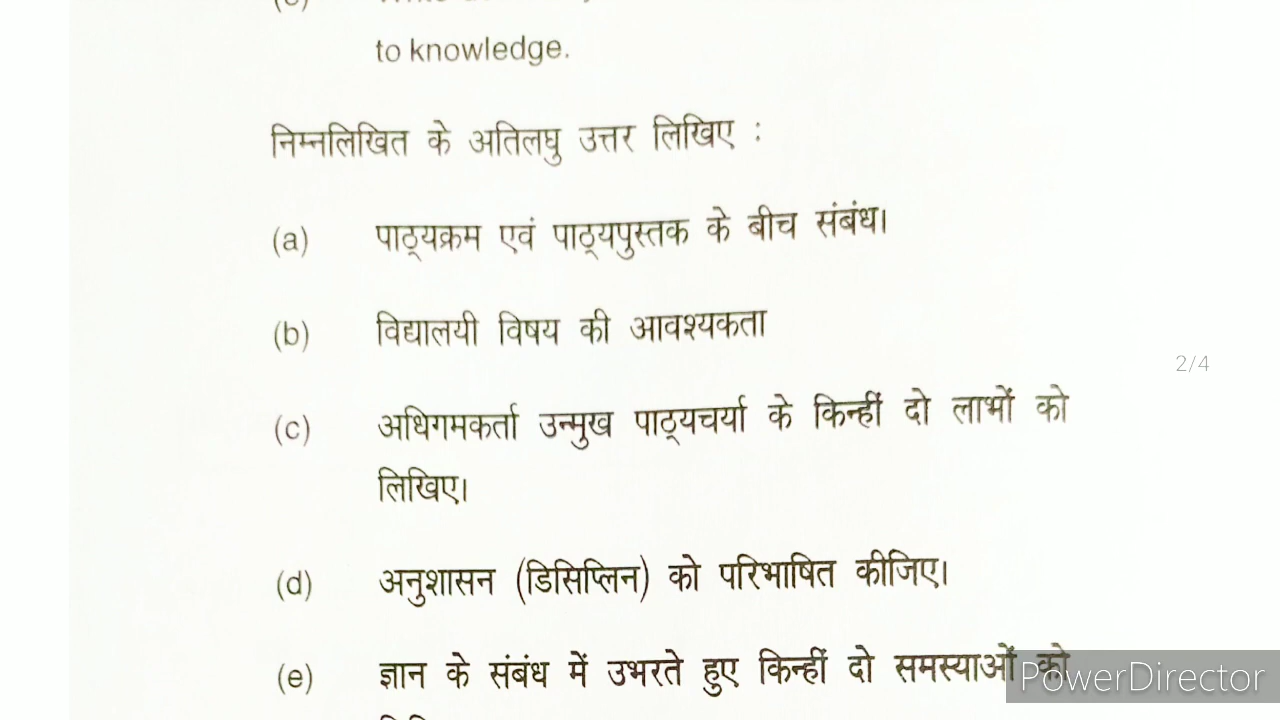 to knowledge.
निम्नलिखित के अतिलघु उत्तर लिखिए :
(a) पाठ्यक्रम एवं पाठ्यपुस्तक के बीच संबंध।
(b) विद्यालयी विषय की आवश्यकता
2/4
(c) अधिगमकर्ता उन्मुख पाठ्यचर्या के किन्हीं दो लाभों को
लिखिए।
(d) अनुशासन (डिसिप्लिन) को परिभाषित कीजिए।
(e) ज्ञान के संबंध में उभरते हुए किन्हीं दो समस्याओं को
PowerDirector